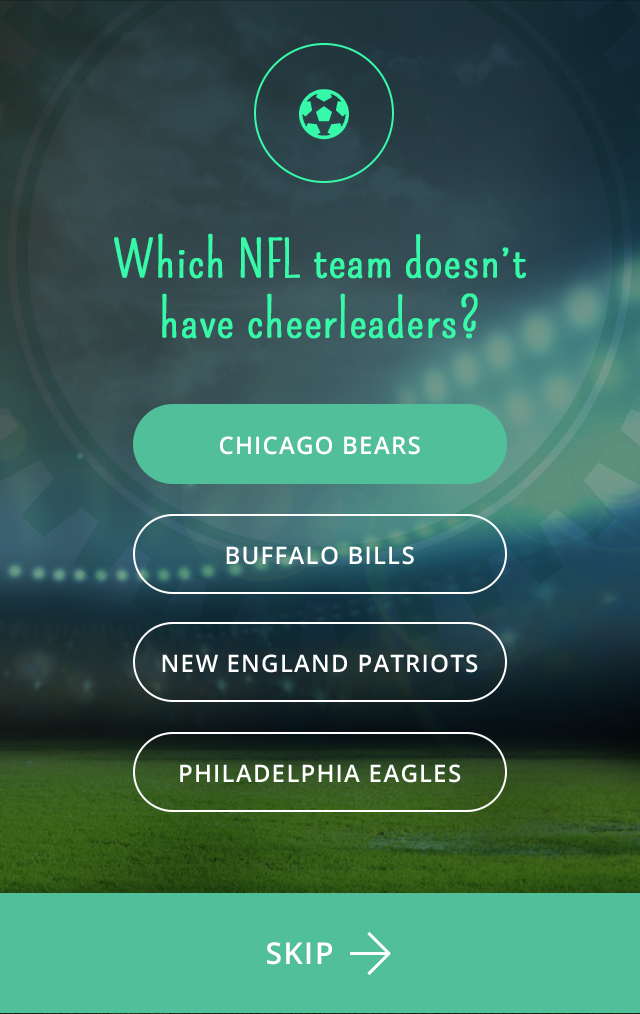 Which NFL team doesn't
have cheerleaders?
CHICAGO BEARS
BUFFALO BILLS
NEW ENGLAND PATRIOTS
PHILADELPHIA EAGLES
SKIP